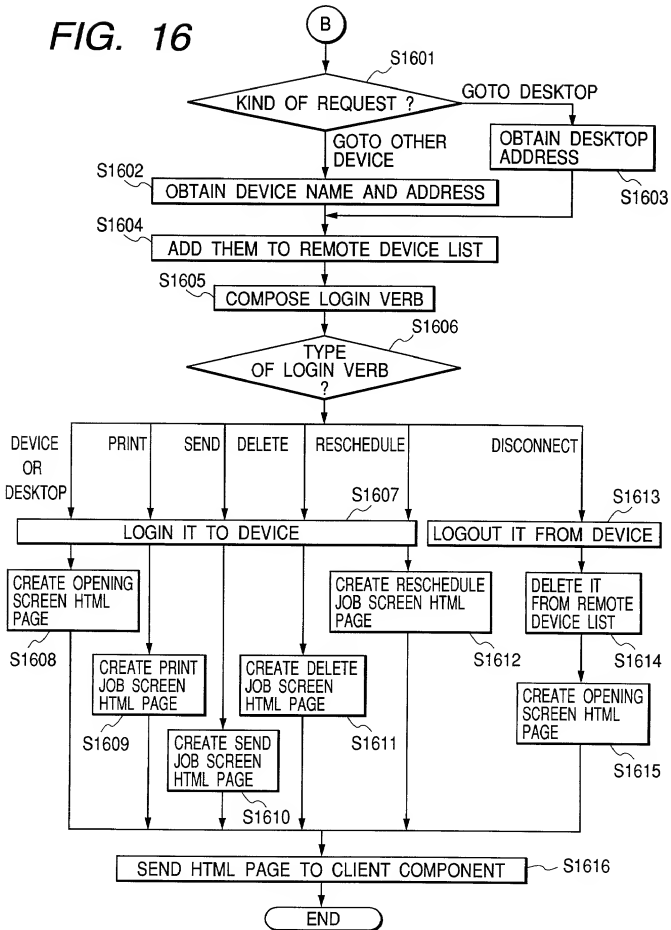 FIG. 16
B
S1601
KIND OF REQUEST ?
GOTO DESKTOP
GOTO OTHER
DEVICE
OBTAIN DESKTOP
ADDRESS
S1603
S1602
OBTAIN DEVICE NAME AND ADDRESS
S1604
ADD THEM TO REMOTE DEVICE LIST
S1605
COMPOSE LOGIN VERB
S1606
TYPE
OF LOGIN VERB
?
DEVICE
OR
DESKTOP
PRINT
SEND
DELETE
RESCHEDULE
DISCONNECT
S1607
LOGIN IT TO DEVICE
S1613
LOGOUT IT FROM DEVICE
CREATE OPENING
SCREEN HTML
PAGE
S1608
CREATE RESCHEDULE
JOB SCREEN HTML
PAGE
S1612
DELETE IT
FROM REMOTE
DEVICE LIST
S1614
CREATE PRINT
JOB SCREEN
HTML PAGE
S1609
CREATE DELETE
JOB SCREEN
HTML PAGE
S1611
CREATE OPENING
SCREEN HTML
PAGE
S1615
CREATE SEND
JOB SCREEN
HTML PAGE
S1610
SEND HTML PAGE TO CLIENT COMPONENT
S1616
END